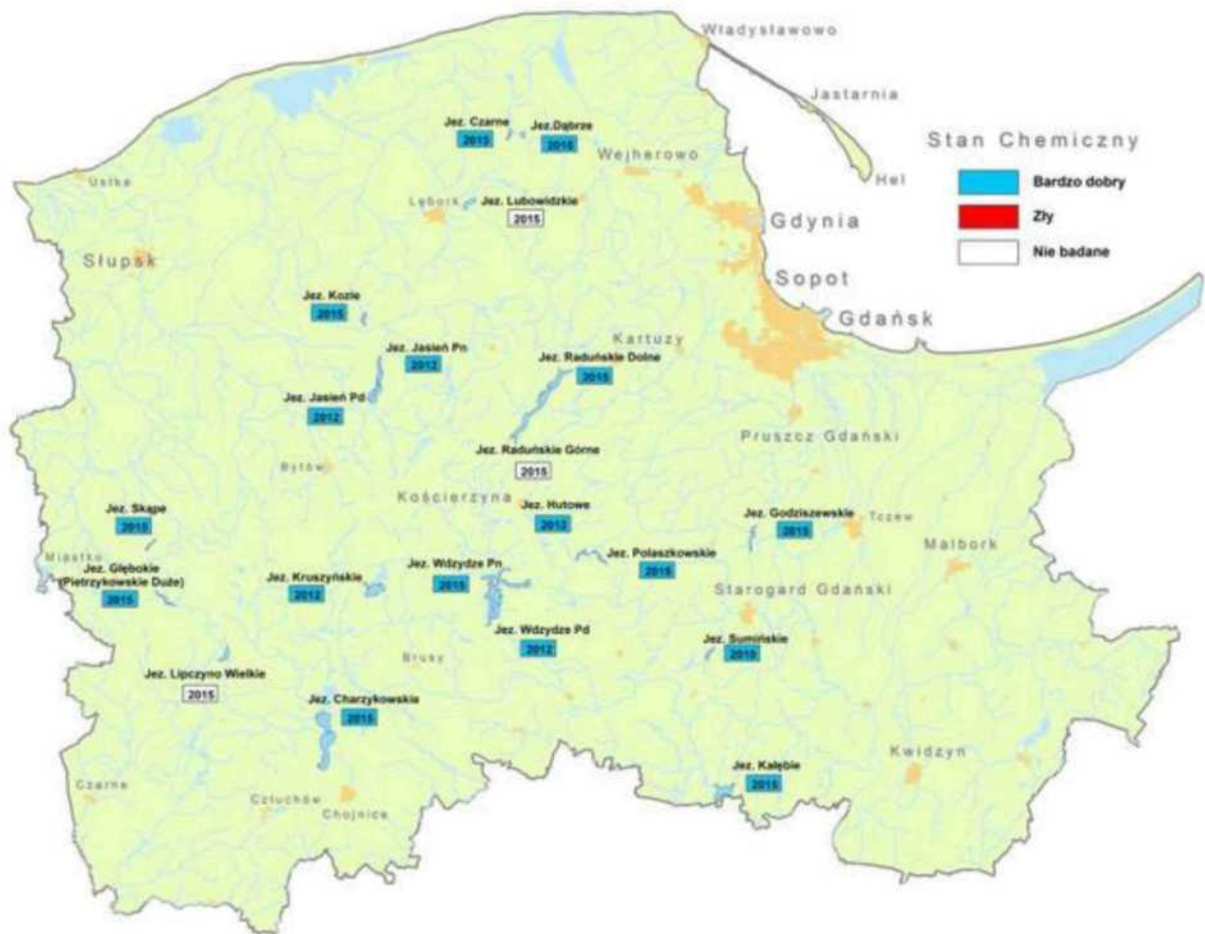 Władysławowo
Jastarnia
Hel
Stan Chemiczny
Bardzo dobry
Zły
Nie badane
Jez. Czarne
2015
Jez.Dąbrze
2015
Wejherowo
Ustka
Lębork
Jez. Lubowidzkie
2015
Gdynia
Słupsk
Sopot
Gdańsk
Jez. Kozie
2015
Jez. Jasień Pn
2012
Kartuzy
Jez. Raduńskie Dolne
2015
Jez. Jasień Pd
2012
Pruszcz Gdański
Jez. Raduńskie Górne
2015
Bytów
Kościerzyna
Jez. Hutowe
2012
Jez. Skąpe
2015
Jez. Godziszewskie
2015
Tczew
Malbork
Miastko
Jez. Głębokie
(Pietrzykowskie Duże)
2015
Jez. Kruszyńskie
2012
Jez. Wdzydze Pn
2015
Jez. Polaszkowskie
2015
Starogard Gdański
Jez. Wdzydze Pd
2012
Jez. Sumińskie
2010
Brusy
Jez. Lipczyno Wielkie
2015
Jez. Charzykowskie
2015
Kwidzyn
Jez. Kałębie
2015
Czarne
Człuchów
Chojnice